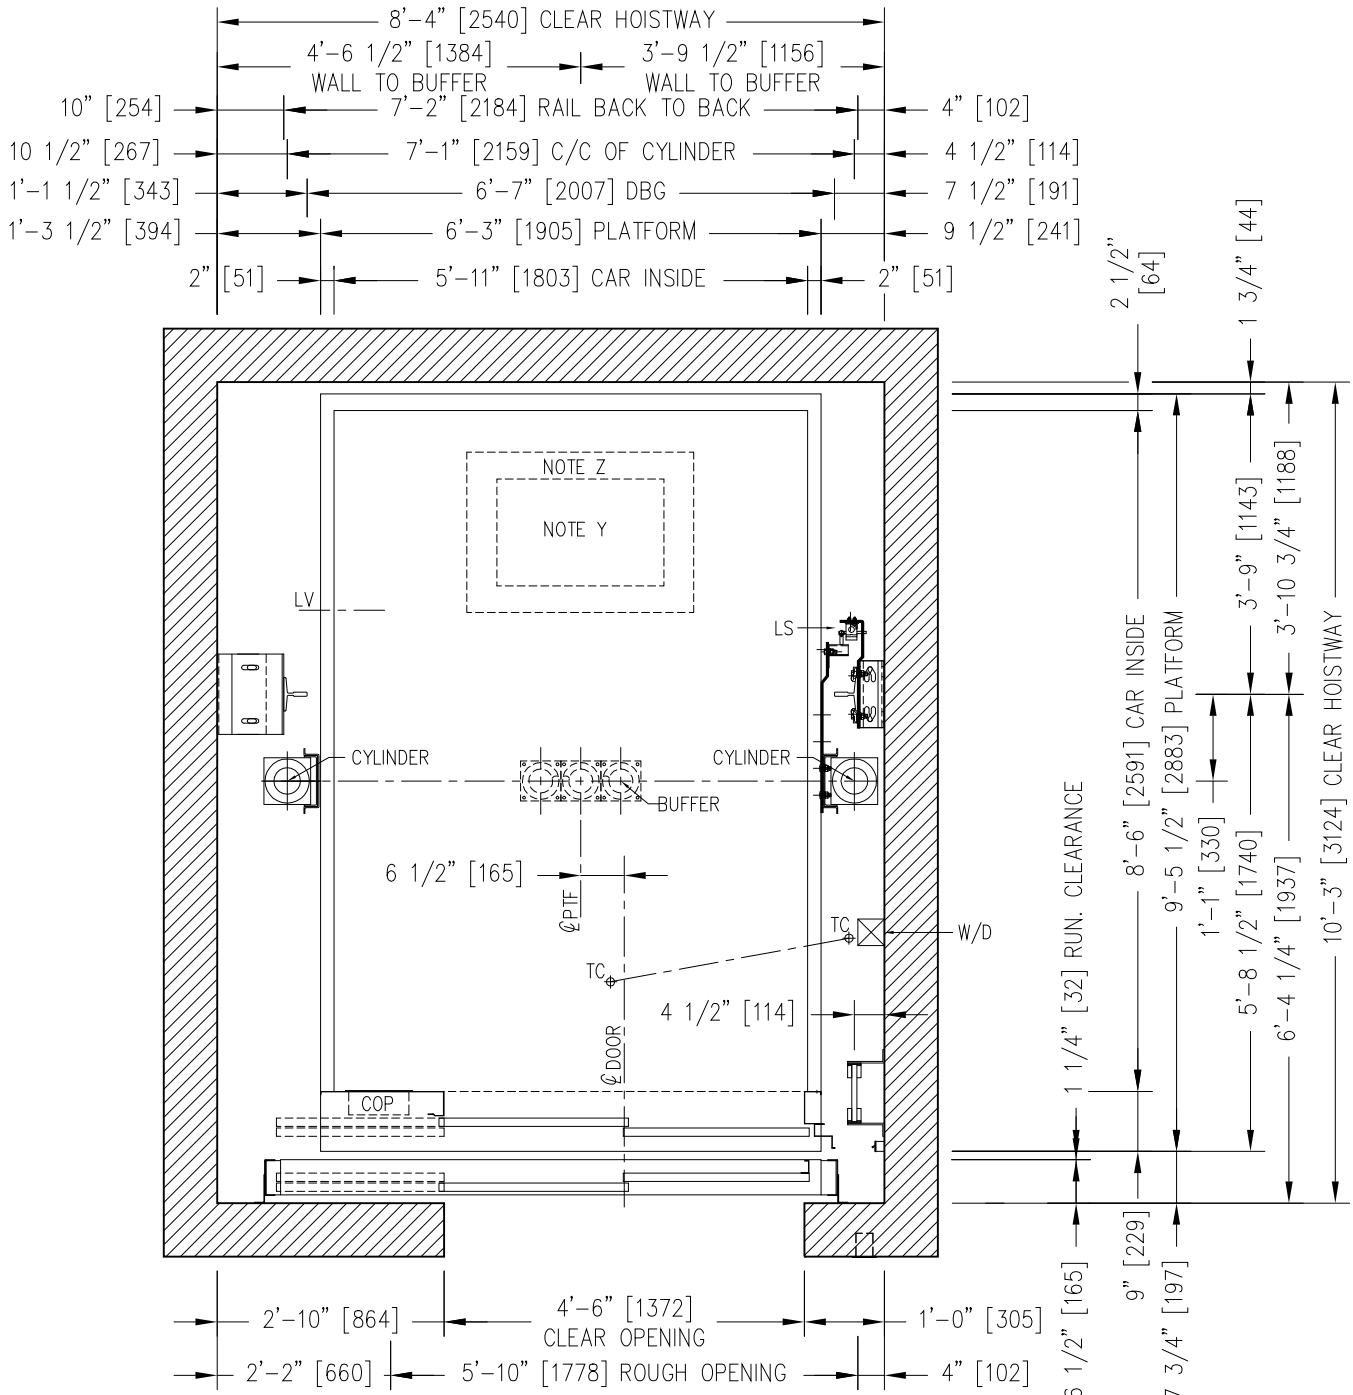 8'-4" [2540] CLEAR HOISTWAY
4'-6 1/2" [1384]
WALL TO BUFFER
3'-9 1/2" [1156]
WALL TO BUFFER
10" [254]
7'-2" [2184] RAIL BACK TO BACK
4" [102]
10 1/2" [267]
7'-1" [2159] C/C OF CYLINDER
4 1/2" [114]
1'-1 1/2" [343]
6'-7" [2007] DBG
7 1/2" [191]
1'-3 1/2" [394]
6'-3" [1905] PLATFORM
9 1/2" [241]
2" [51]
5'-11" [1803] CAR INSIDE
2" [51]
2 1/2"
[64]
1 3/4" [44]
NOTE Z
NOTE Y
LV
LS
CYLINDER
CYLINDER
BUFFER
6 1/2" [165]
℄PTF
TC
TC
W/D
4 1/2" [114]
℄DOOR
COP
1 1/4" [32] RUN. CLEARANCE
8'-6" [2591] CAR INSIDE
9'-5 1/2" [2883] PLATFORM
1'-1" [330]
3'-9" [1143]
5'-8 1/2" [1740]
3'-10 3/4" [1188]
6'-4 1/4" [1937]
10'-3" [3124] CLEAR HOISTWAY
6 1/2" [165]
9" [229]
7 3/4" [197]
2'-10" [864]
4'-6" [1372]
CLEAR OPENING
1'-0" [305]
2'-2" [660]
5'-10" [1778] ROUGH OPENING
4" [102]